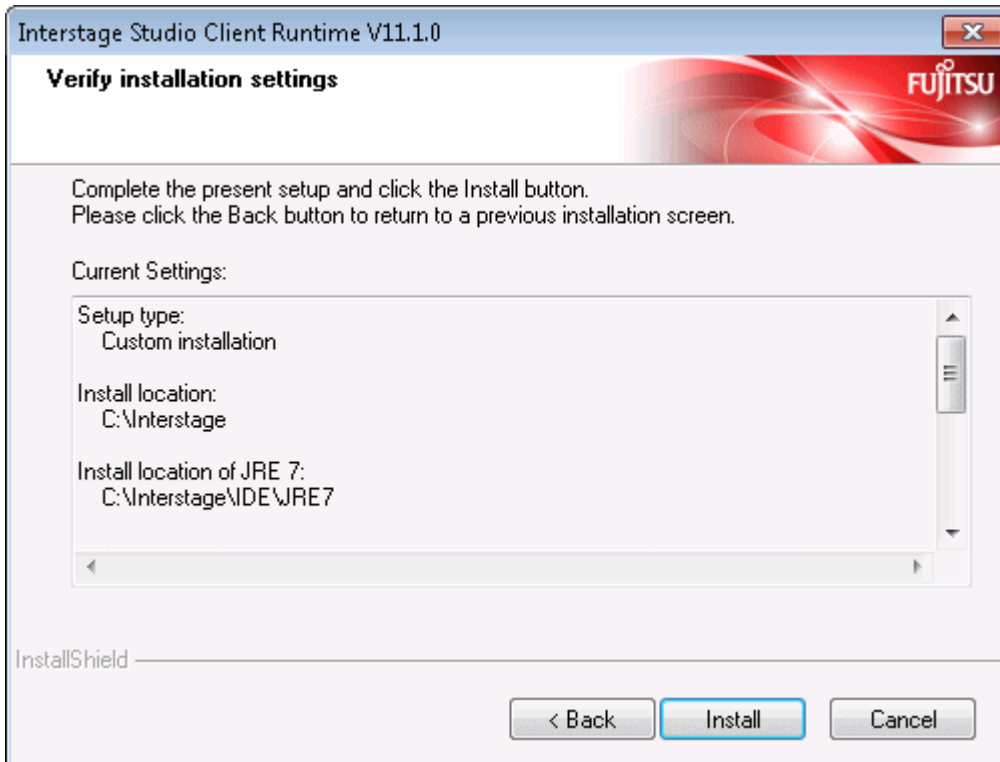 Interstage Studio Client Runtime V11.1.0
Verify installation settings
FUJITSU
Complete the present setup and click the Install button.
Please click the Back button to return to a previous installation screen.
Current Settings:
Setup type:
Custom installation
Install location:
C:\Interstage
Install location of JRE 7:
C:\Interstage\IDE\JRE7
InstallShield
< Back
Install
Cancel